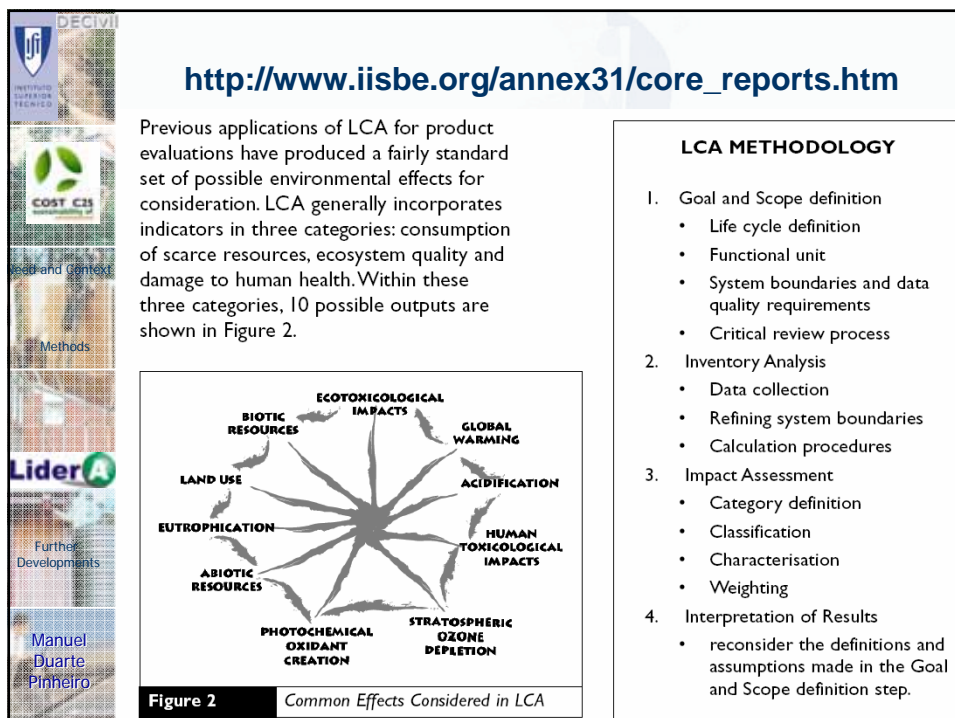 DECivil
INSTITUTO
SUPERIOR
TÉCNICO
http://www.iisbe.org/annex31/core_reports.htm
COST C25
Need and Context
Methods
LiderA
Further
Developments
Manuel
Duarte
Pinheiro
Previous applications of LCA for product
evaluations have produced a fairly standard
set of possible environmental effects for
consideration. LCA generally incorporates
indicators in three categories: consumption
of scarce resources, ecosystem quality and
damage to human health. Within these
three categories, 10 possible outputs are
shown in Figure 2.
ECOTOXICOLOGICAL
IMPACTS
BIOTIC
RESOURCES
GLOBAL
WARMING
LAND USE
ACIDIFICATION
EUTROPHICATION
HUMAN
TOXICOLOGICAL
IMPACTS
ABIOTIC
RESOURCES
PHOTOCHEMICAL
OXIDANT
CREATION
STRATOSPHERIC
OZONE
DEPLETION
Figure 2 Common Effects Considered in LCA
LCA METHODOLOGY
1. Goal and Scope definition
• Life cycle definition
• Functional unit
• System boundaries and data
quality requirements
• Critical review process
2. Inventory Analysis
• Data collection
• Refining system boundaries
• Calculation procedures
3. Impact Assessment
• Category definition
• Classification
• Characterisation
• Weighting
4. Interpretation of Results
• reconsider the definitions and
assumptions made in the Goal
and Scope definition step.